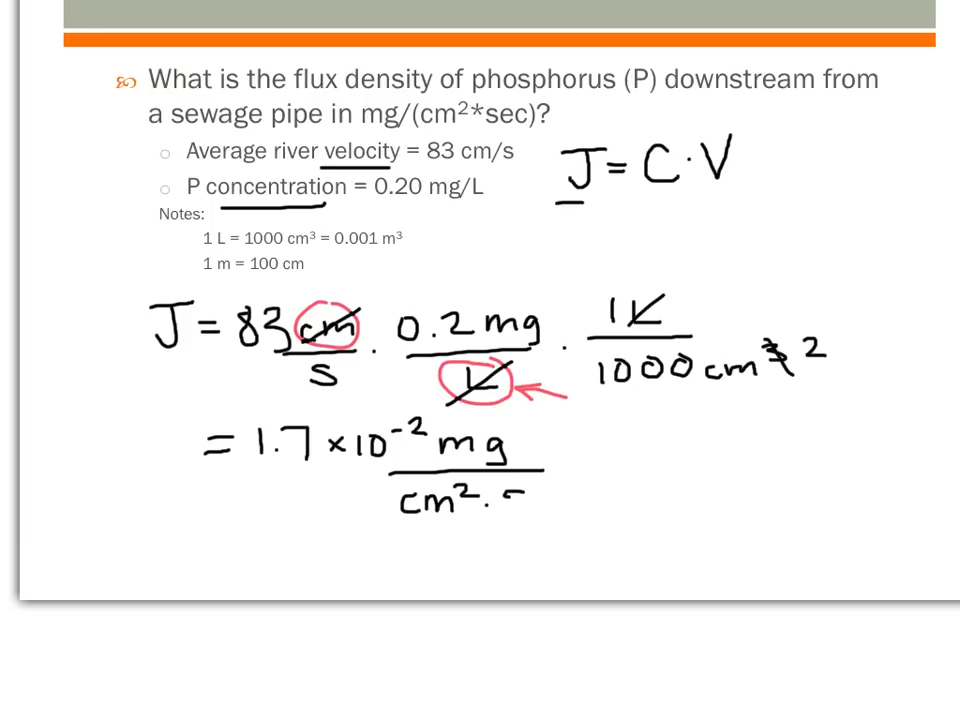 What is the flux density of phosphorus (P) downstream from
a sewage pipe in mg/(cm²*sec)?
Average river velocity = 83 cm/s
P concentration = 0.20 mg/L
J = C · V
Notes:
1 L = 1000 cm³ = 0.001 m³
1 m = 100 cm
J = 83 cm/s · 0.2 mg/L · 1 L/1000 cm³ 2
= 1.7 × 10⁻² mg/cm² ·